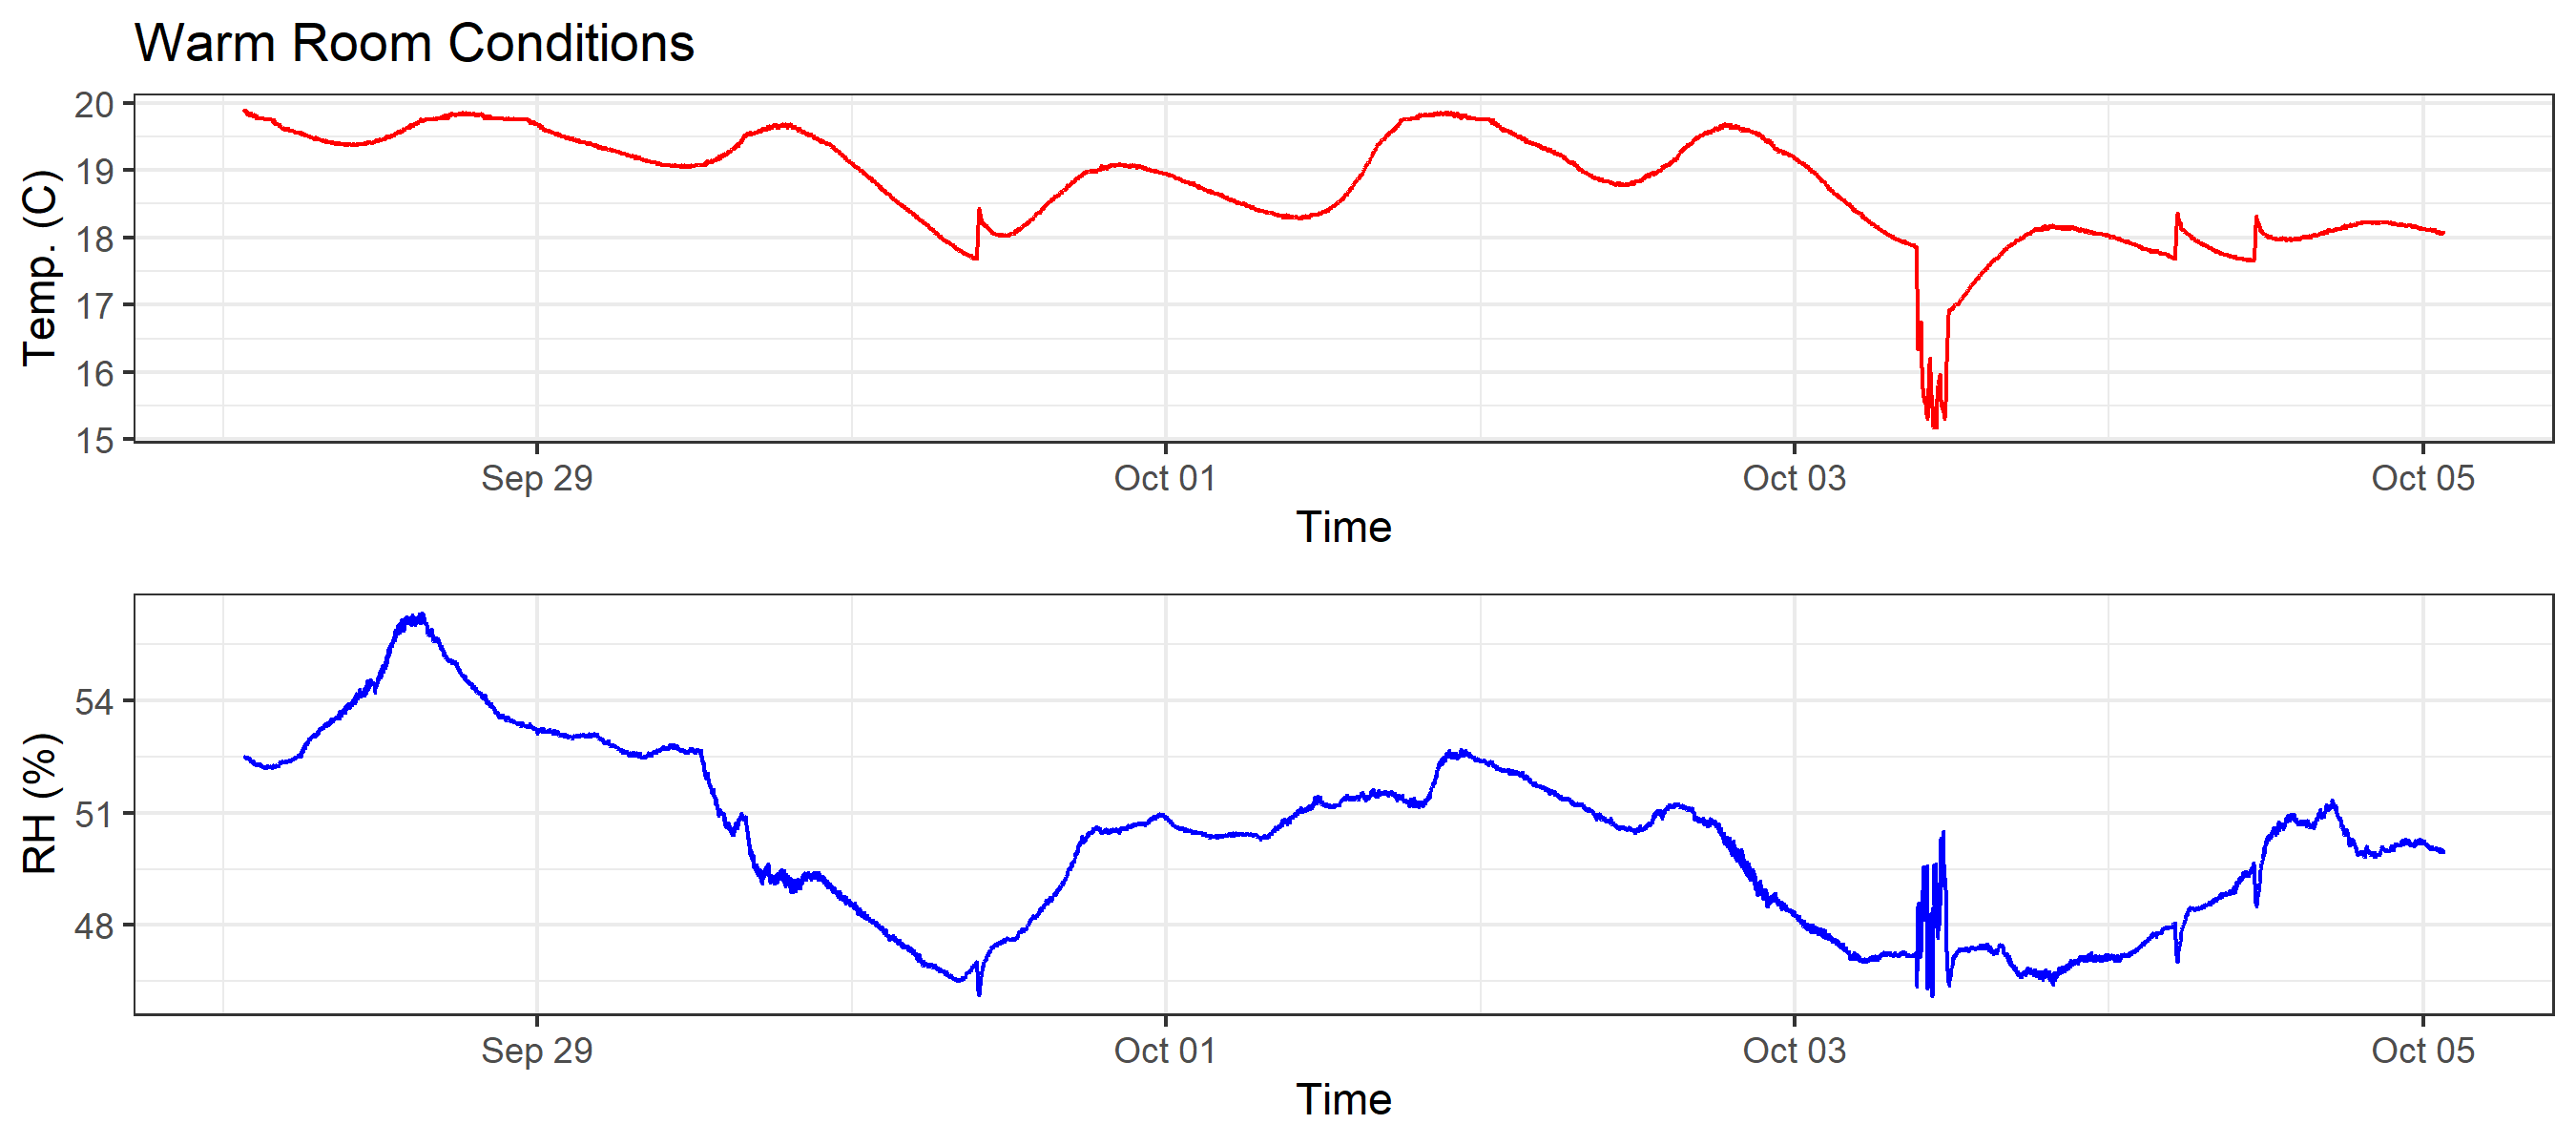 Warm Room Conditions
20
19
18
17
16
15
Temp. (C)
Sep 29 Oct 01 Oct 03 Oct 05
Time
54
51
48
RH (%)
Sep 29 Oct 01 Oct 03 Oct 05
Time